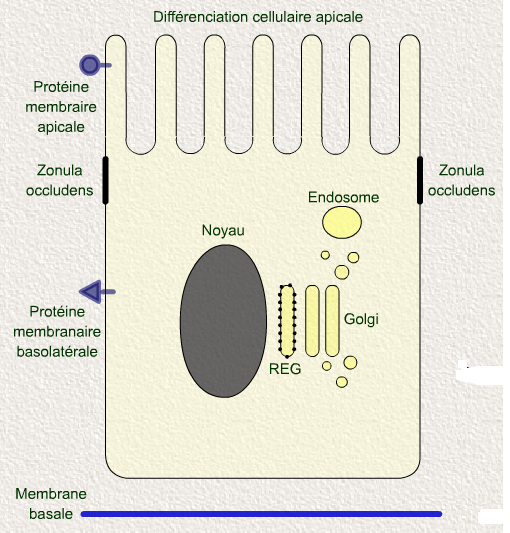 Différenciation cellulaire apicale
Protéine
membraire
apicale
Zonula
occludens
Zonula
occludens
Endosome
Noyau
Protéine
membranaire
basolatérale
Golgi
REG
Membrane
basale